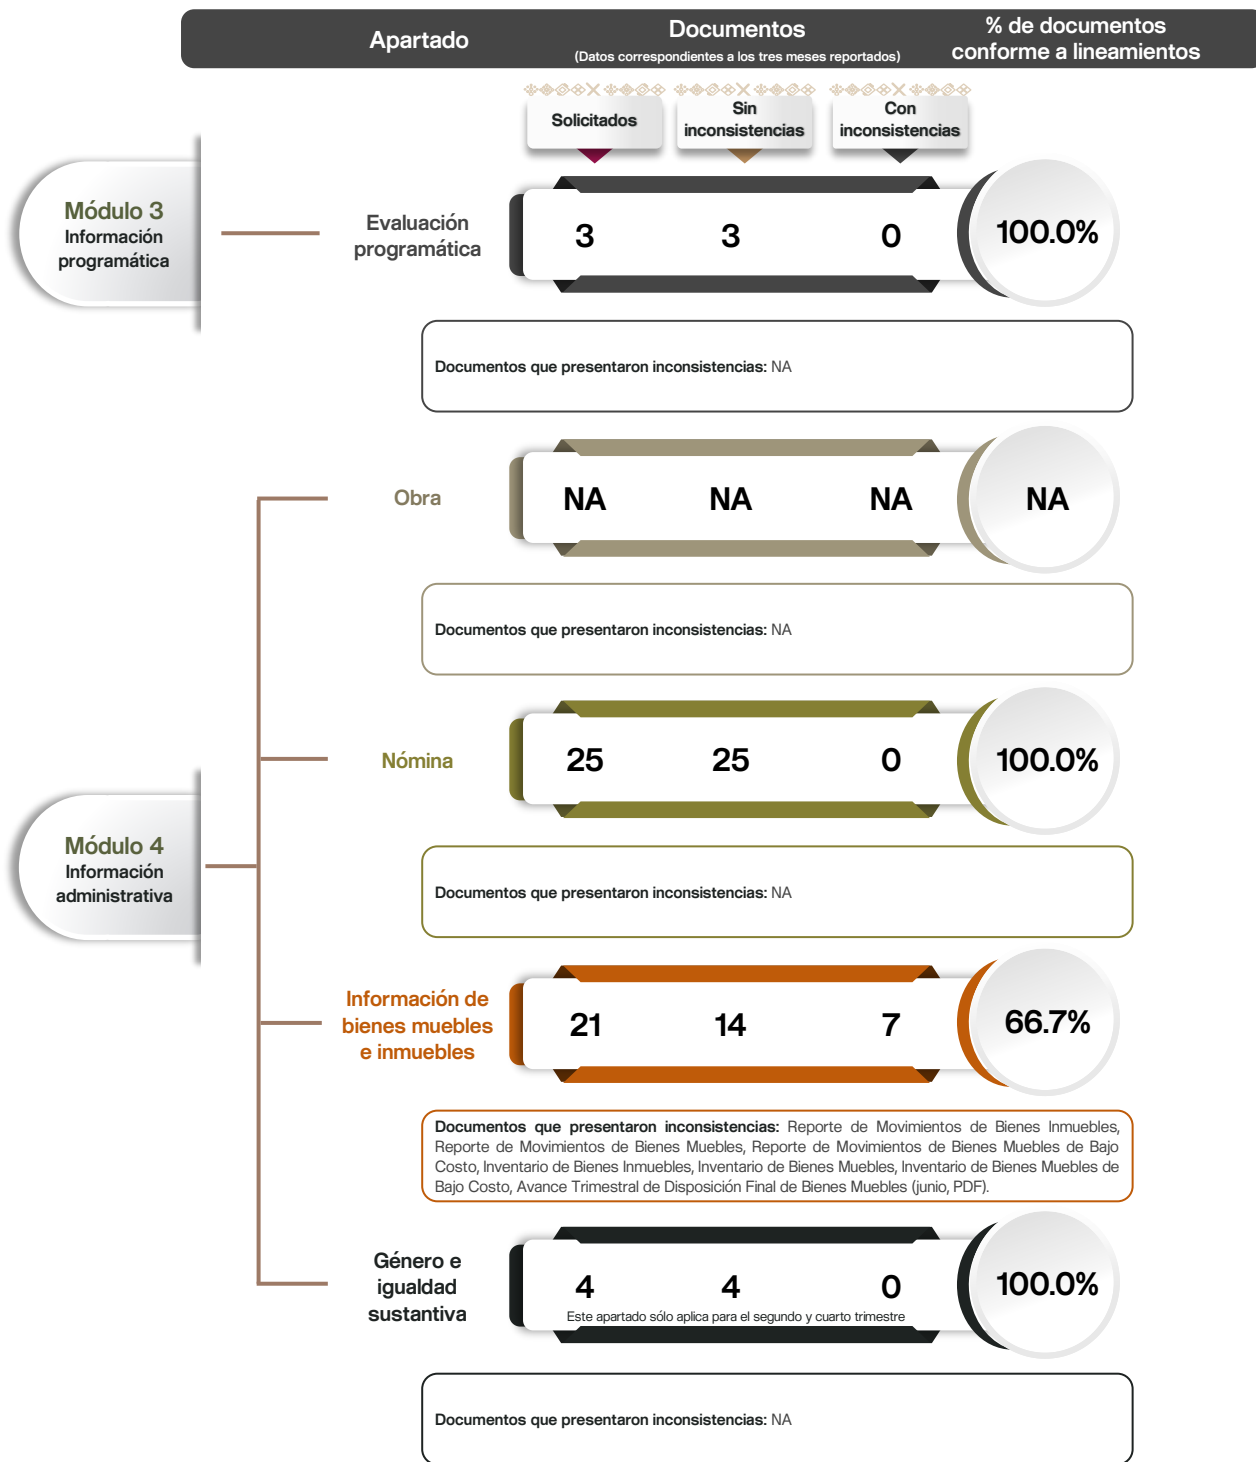 Apartado
Documentos
(Datos correspondientes a los tres meses reportados)
% de documentos
conforme a lineamientos
Solicitados
Sin
inconsistencias
Con
inconsistencias
Módulo 3
Información
programática
Evaluación
programática
3 3 0 100.0%
Documentos que presentaron inconsistencias: NA
Obra
NA NA NA NA
Documentos que presentaron inconsistencias: NA
Nómina
25 25 0 100.0%
Documentos que presentaron inconsistencias: NA
Módulo 4
Información
administrativa
Información de
bienes muebles
e inmuebles
21 14 7 66.7%
Documentos que presentaron inconsistencias: Reporte de Movimientos de Bienes Inmuebles,
Reporte de Movimientos de Bienes Muebles, Reporte de Movimientos de Bienes Muebles de Bajo
Costo, Inventario de Bienes Inmuebles, Inventario de Bienes Muebles, Inventario de Bienes Muebles de
Bajo Costo, Avance Trimestral de Disposición Final de Bienes Muebles (junio, PDF).
Género e
igualdad
sustantiva
4 4 0 100.0%
Este apartado sólo aplica para el segundo y cuarto trimestre
Documentos que presentaron inconsistencias: NA